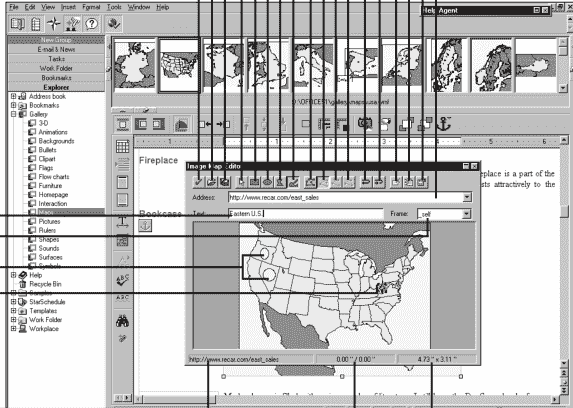 File Edit View Insert Format Tools Window Help
Help Agent
New Group
E-mail & News
Tasks
Work Folder
Bookmarks
Explorer
Address book
Bookmarks
Gallery
3-D
Animations
Backgrounds
Bullets
Clipart
Flags
Flow charts
Furniture
Homepage
Interaction
Maps
Pictures
Rulers
Shapes
Sounds
Surfaces
Symbols
Help
Recycle Bin
Samples
StarSchedule
Templates
Work Folder
Workplace
Fireplace
eplace is a part of the
sts attractively to the
Bookcase
Image Map Editor
Address: http://www.recar.com/east_sales
Text: Eastern U.S. Frame: _self
http://www.recar.com/east_sales 0.00 " / 0.00 " 4.73 " x 3.11 "